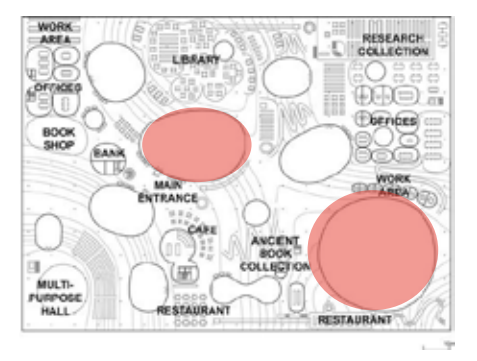 WORK
AREA
LIBRARY
RESEARCH
COLLECTION
OFFICES
OFFICES
BOOK
SHOP
BANK
MAIN
ENTRANCE
WORK
AREA
CAFE
ANCIENT
BOOK
COLLECTION
MULTI-
PURPOSE
HALL
RESTAURANT
RESTAURANT